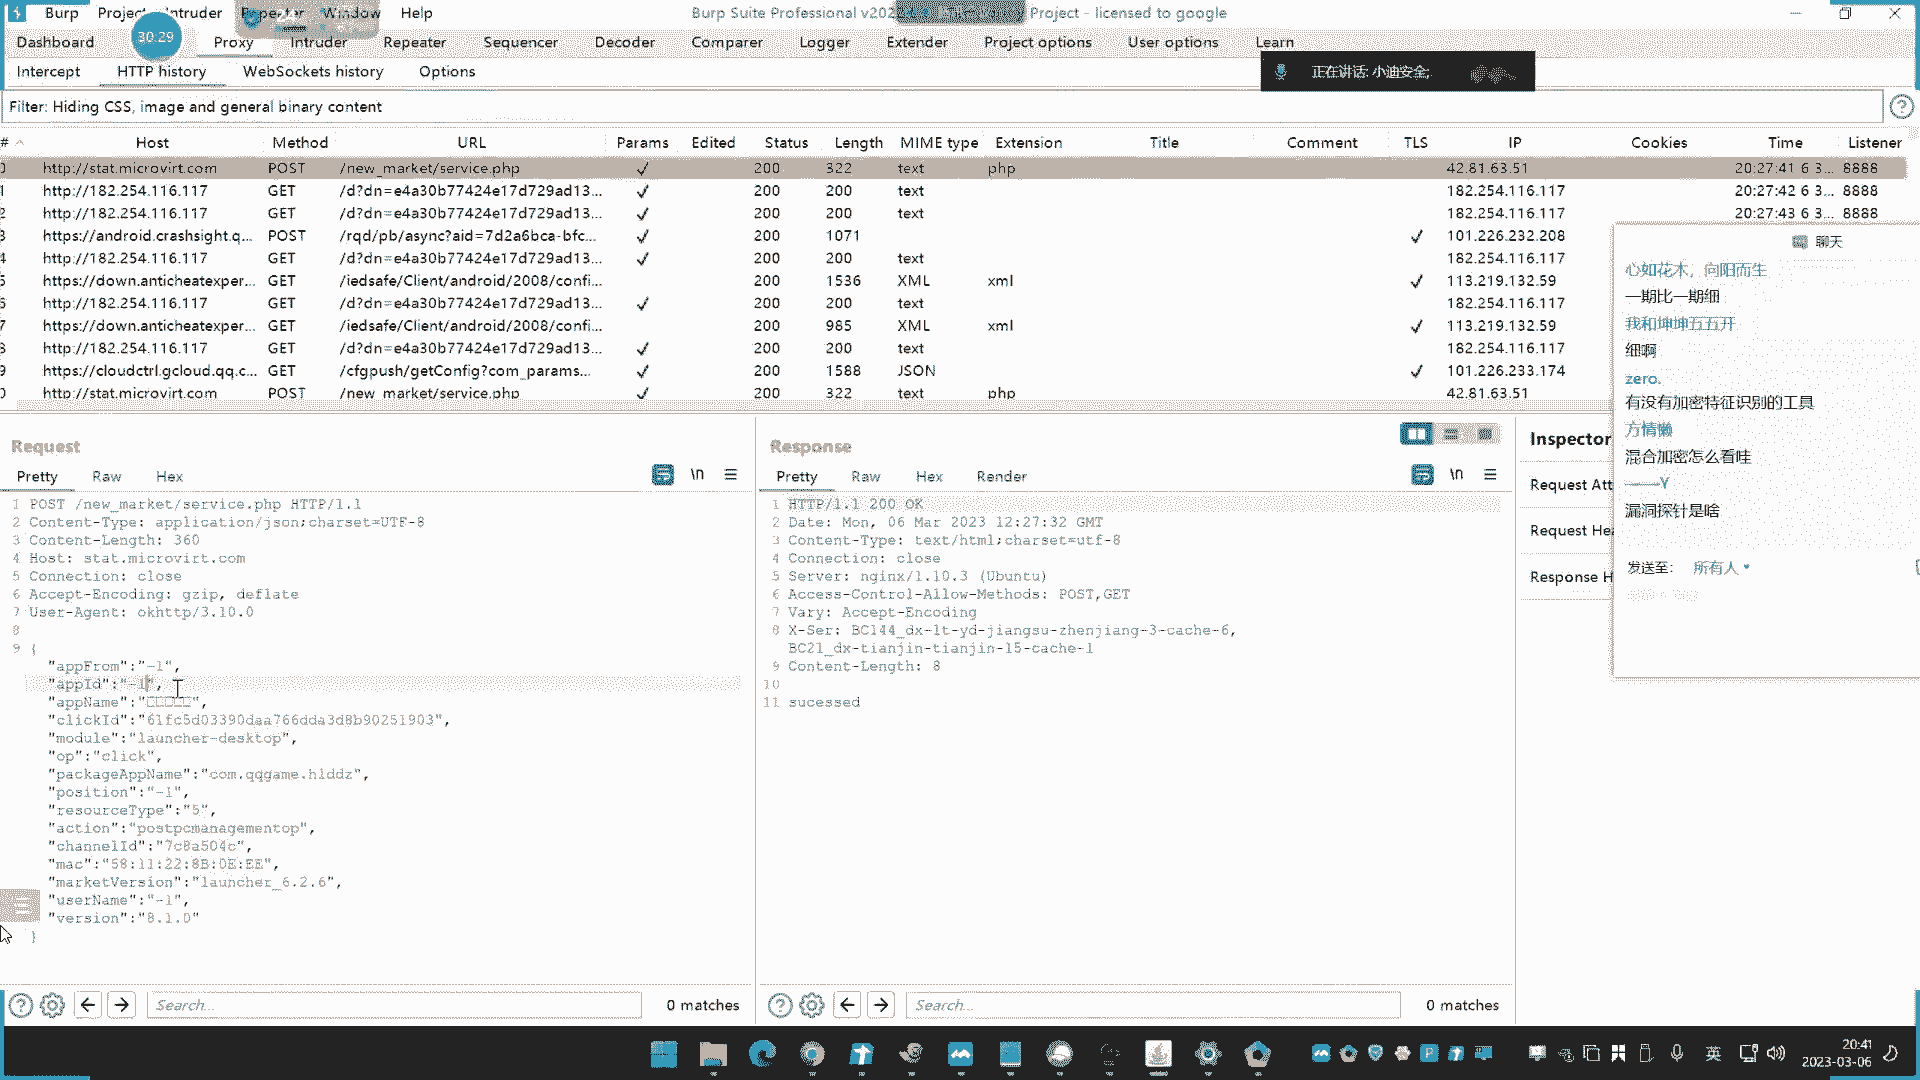 Burp Project Intruder Repeater Window Help
Burp Suite Professional
Project - licensed to google
Dashboard
30:29
Proxy Intruder Repeater Sequencer Decoder Comparer Logger Extender Project options User options Learn
Intercept HTTP history WebSockets history Options
正在讲话: 小迪安全;
Filter: Hiding CSS, image and general binary content
# Host Method URL Params Edited Status Length MIME type Extension Title Comment TLS IP Cookies Time Listener
0 http://stat.microvirt.com POST /new_market/service.php ✓ 200 322 text php 42.81.63.51 20:27:41 6 3... 8888
1 http://182.254.116.117 GET /d?dn=e4a30b77424e17d729ad13... ✓ 200 200 text 182.254.116.117 20:27:42 6 3... 8888
2 http://182.254.116.117 GET /d?dn=e4a30b77424e17d729ad13... ✓ 200 200 text 182.254.116.117 20:27:43 6 3... 8888
3 https://android.crashsight.q... POST /rqd/pb/async?aid=7d2a6bca-bfc... ✓ 200 1071 ✓ 101.226.232.208
4 http://182.254.116.117 GET /d?dn=e4a30b77424e17d729ad13... ✓ 200 200 text 182.254.116.117
5 https://down.anticheatexper... GET /iedsafe/Client/android/2008/confi... 200 1536 XML xml ✓ 113.219.132.59
6 http://182.254.116.117 GET /d?dn=e4a30b77424e17d729ad13... ✓ 200 200 text 182.254.116.117
7 https://down.anticheatexper... GET /iedsafe/Client/android/2008/confi... 200 985 XML xml ✓ 113.219.132.59
8 http://182.254.116.117 GET /d?dn=e4a30b77424e17d729ad13... ✓ 200 200 text 182.254.116.117
9 https://cloudctrl.gcloud.qq.c... GET /cfgpush/getConfig?com_params... ✓ 200 1588 JSON ✓ 101.226.233.174
0 http://stat.microvirt.com POST /new_market/service.php ✓ 200 322 text php 42.81.63.51
聊天
心如花木，向阳而生
一期比一期细
我和坤坤五五开
细啊
zero.
有没有加密特征识别的工具
方情懒
混合加密怎么看哇
——Y
漏洞探针是啥
发送至: 所有人
Request
Pretty Raw Hex
\n
1 POST /new_market/service.php HTTP/1.1
2 Content-Type: application/json;charset=UTF-8
3 Content-Length: 360
4 Host: stat.microvirt.com
5 Connection: close
6 Accept-Encoding: gzip, deflate
7 User-Agent: okhttp/3.10.0
8
9 {
"appFrom":"-1",
"appId":"-1",
"appName":"□□□□□",
"clickId":"61fc5d03390daa766dda3d8b90251903",
"module":"launcher-desktop",
"op":"click",
"packageAppName":"com.qqgame.hlddz",
"position":"-1",
"resourceType":"5",
"action":"postpcmanagementop",
"channelId":"7c8a504c",
"mac":"58:11:22:8B:0E:EE",
"marketVersion":"launcher_6.2.6",
"userName":"-1",
"version":"8.1.0"
}
Search...
0 matches
Response
Pretty Raw Hex Render
\n
1 HTTP/1.1 200 OK
2 Date: Mon, 06 Mar 2023 12:27:32 GMT
3 Content-Type: text/html;charset=utf-8
4 Connection: close
5 Server: nginx/1.10.3 (Ubuntu)
6 Access-Control-Allow-Methods: POST,GET
7 Vary: Accept-Encoding
8 X-Ser: BC144_dx-lt-yd-jiangsu-zhenjiang-3-cache-6,
BC21_dx-tianjin-tianjin-15-cache-1
9 Content-Length: 8
10
11 sucessed
Search...
0 matches
Inspector
Request Att
Request Hea
Response H
英
20:41
2023-03-06